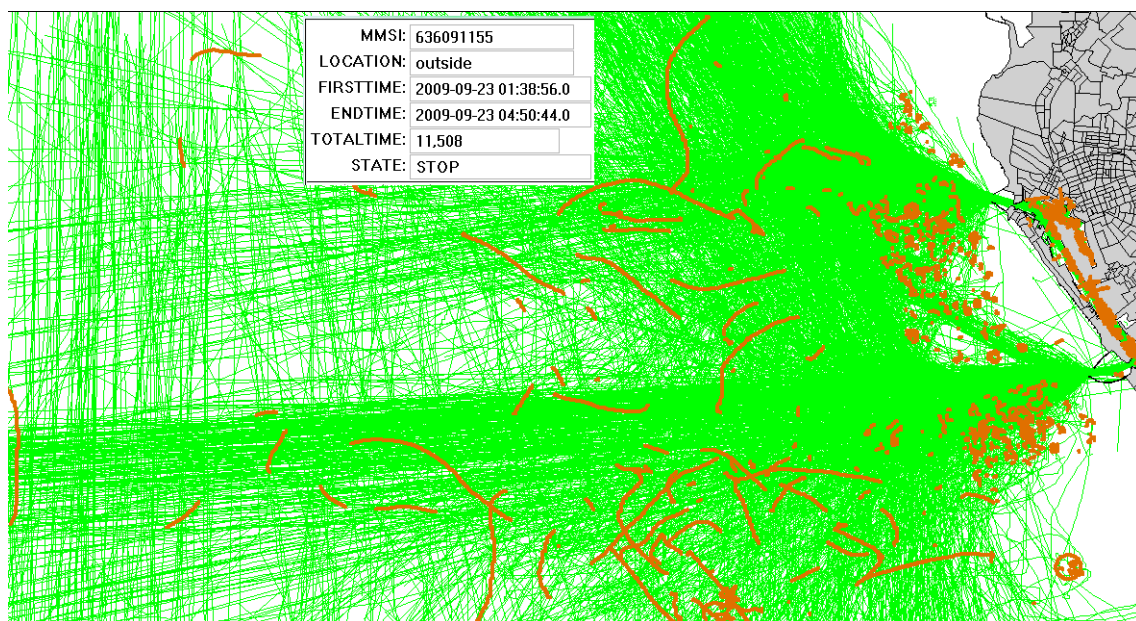 MMSI: 636091155
LOCATION: outside
FIRSTTIME: 2009-09-23 01:38:56.0
ENDTIME: 2009-09-23 04:50:44.0
TOTALTIME: 11,508
STATE: STOP